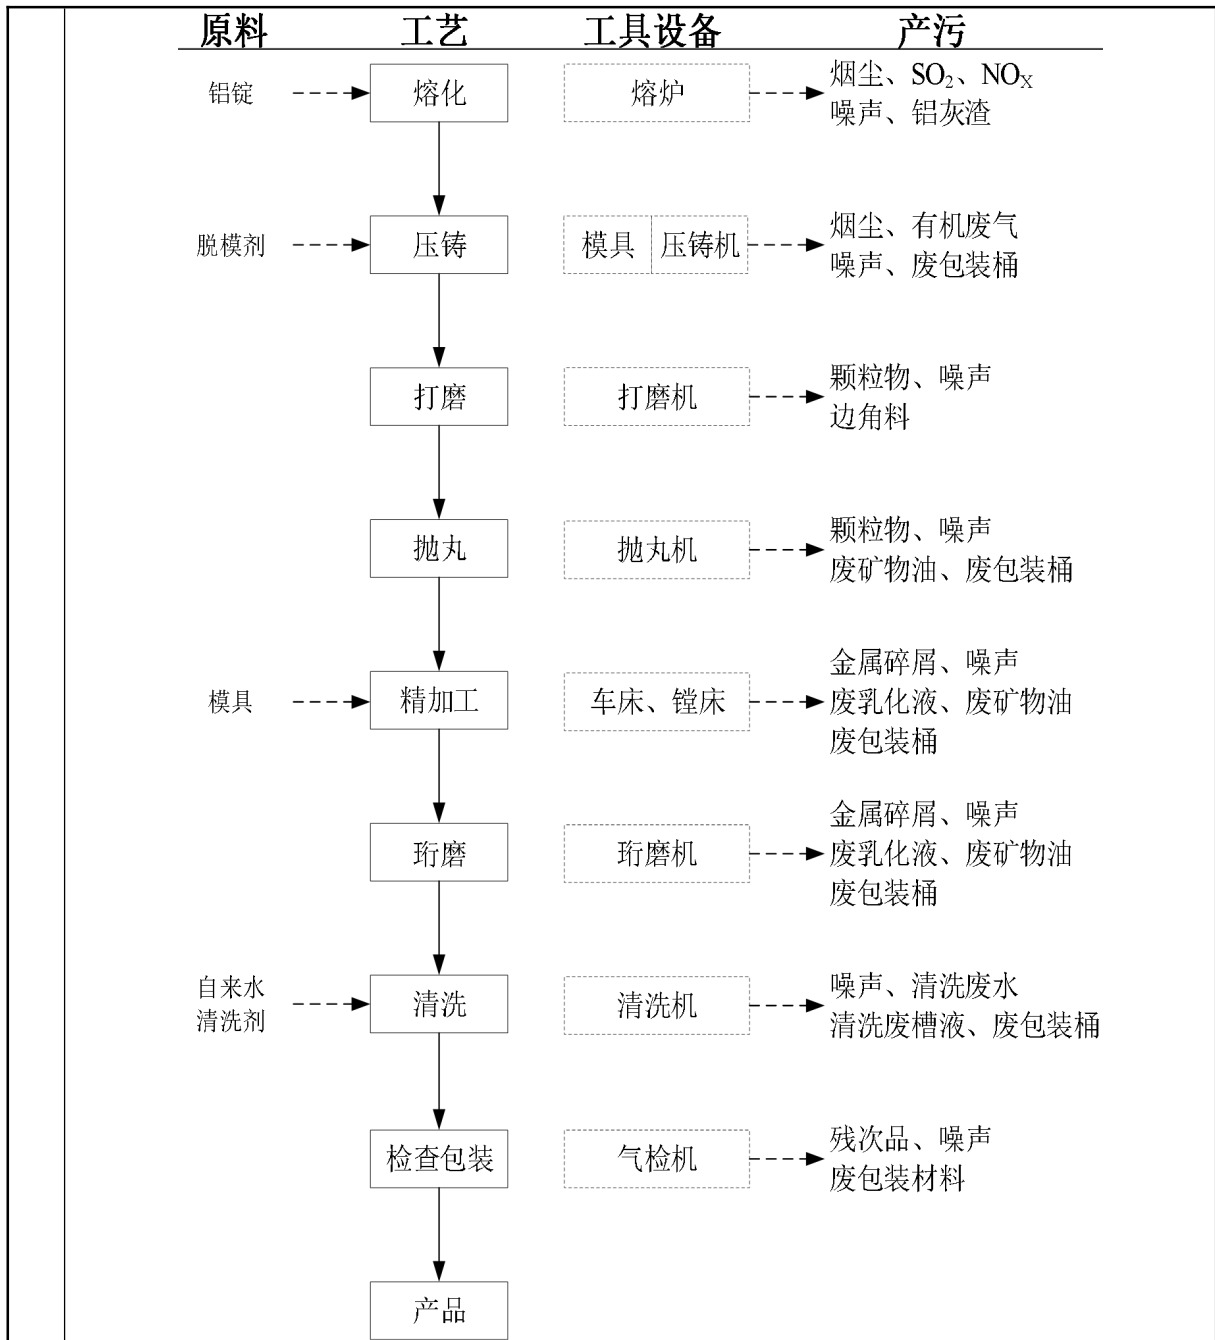 原料 工艺 工具设备 产污
铝锭 熔化 熔炉 烟尘、SO₂、NOX
噪声、铝灰渣
脱模剂 压铸 模具 压铸机 烟尘、有机废气
噪声、废包装桶
打磨 打磨机 颗粒物、噪声
边角料
抛丸 抛丸机 颗粒物、噪声
废矿物油、废包装桶
模具 精加工 车床、镗床 金属碎屑、噪声
废乳化液、废矿物油
废包装桶
珩磨 珩磨机 金属碎屑、噪声
废乳化液、废矿物油
废包装桶
自来水
清洗剂
清洗 清洗机 噪声、清洗废水
清洗废槽液、废包装桶
检查包装 气检机 残次品、噪声
废包装材料
产品